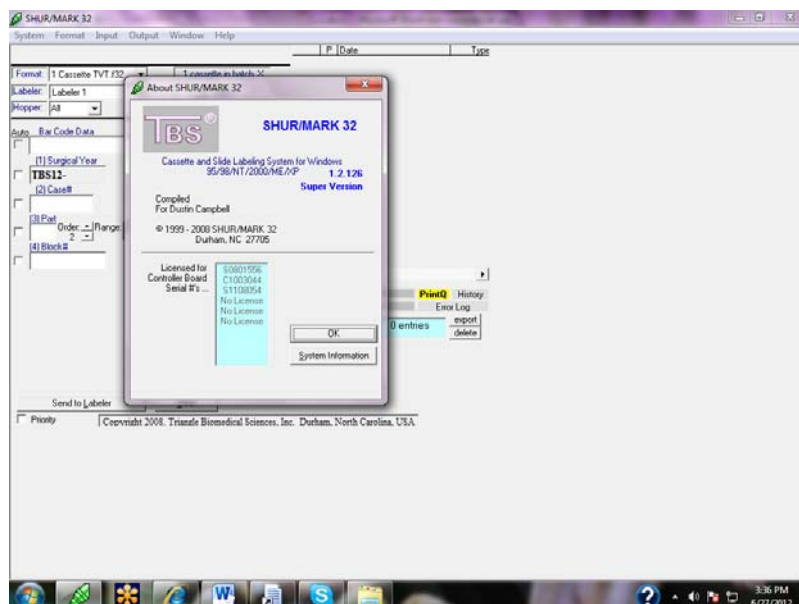 SHUR/MARK 32
System Format Input Output Window Help
P Date Type
Format: 1 Cassette TVT.f32 1 cassette in batch
Labeler: Labeler 1
Hopper: All
Auto Bar Code Data
(1) Surgical Year
TBS12-
(2) Case#
(3) Part
Order: Range:
2
(4) Block#
About SHUR/MARK 32
TBS®
SHUR/MARK 32
Cassette and Slide Labeling System for Windows
95/98/NT/2000/ME/XP 1.2.126
Super Version
Compiled
For Dustin Campbell
© 1999 - 2008 SHUR/MARK 32
Durham, NC 27705
Licensed for
Controller Board
Serial #'s ...
S0801556
C1003044
S1108054
No License
No License
No License
OK
System Information
PrintQ History
Error Log
0 entries export
delete
Send to Labeler
Priority
Copyright 2008, Triangle Biomedical Sciences, Inc. Durham, North Carolina, USA
3:36 PM
6/27/2012